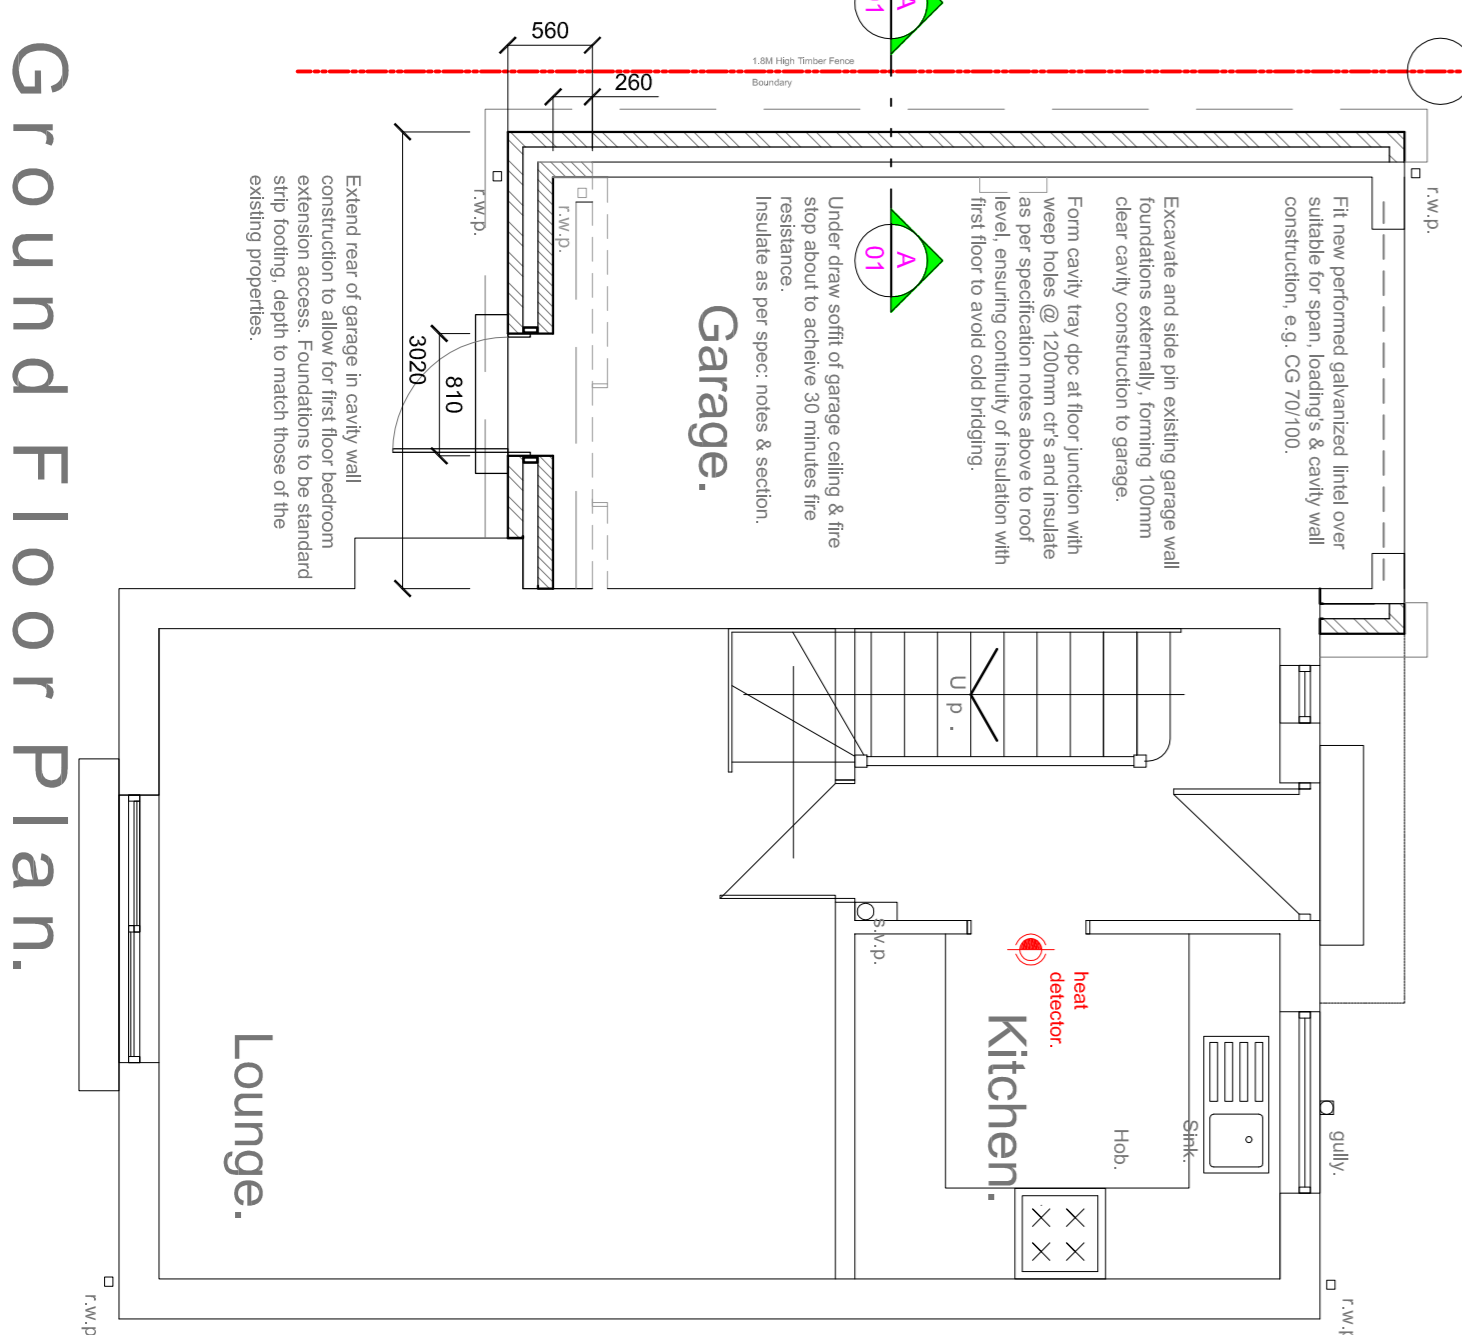 Ground Floor Plan.
560
260
1.8M High Timber Fence
Boundary
A
01
r.w.p.
Fit new performed galvanized lintel over
suitable for span, loading's & cavity wall
construction, e.g. CG 70/100.
Excavate and side pin existing garage wall
foundations externally, forming 100mm
clear cavity construction to garage.
Form cavity tray dpc at floor junction with
weep holes @ 1200mm ctr's and insulate
as per specification notes above to roof
level, ensuring continuity of insulation with
first floor to avoid cold bridging.
A
01
Under draw soffit of garage ceiling & fire
stop about to acheive 30 minutes fire
resistance.
Insulate as per spec: notes & section.
Garage.
r.w.p.
r.w.p.
3020
810
Extend rear of garage in cavity wall
construction to allow for first floor bedroom
extension access. Foundations to be standard
strip footing, depth to match those of the
existing properties.
Up.
s.v.p.
heat
detector.
Kitchen.
Hob.
Sink.
gully.
Lounge.
r.w.p
r.w.p